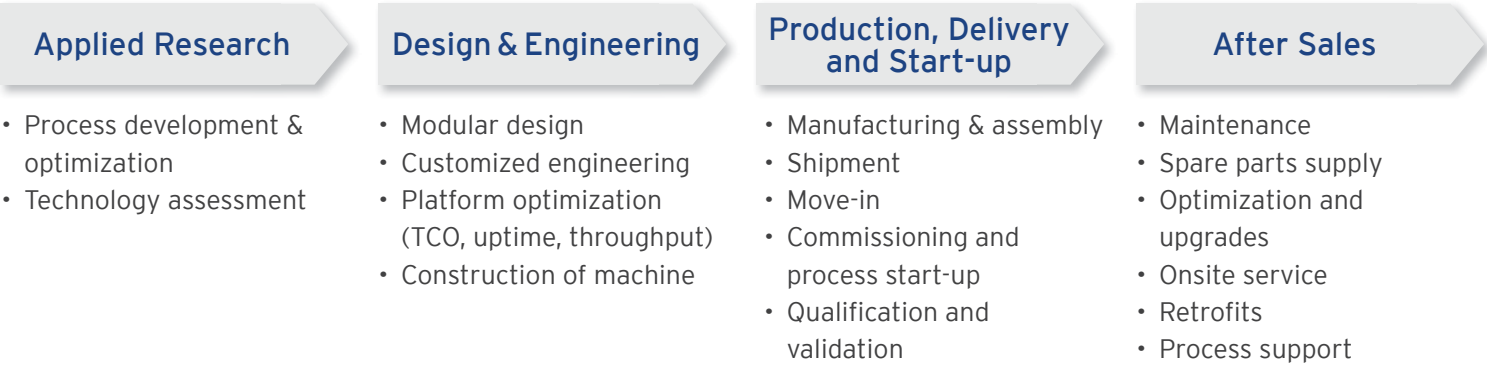 Applied Research
• Process development &
optimization
• Technology assessment
Design & Engineering
• Modular design
• Customized engineering
• Platform optimization
(TCO, uptime, throughput)
• Construction of machine
Production, Delivery
and Start-up
• Manufacturing & assembly
• Shipment
• Move-in
• Commissioning and
process start-up
• Qualification and
validation
After Sales
• Maintenance
• Spare parts supply
• Optimization and
upgrades
• Onsite service
• Retrofits
• Process support